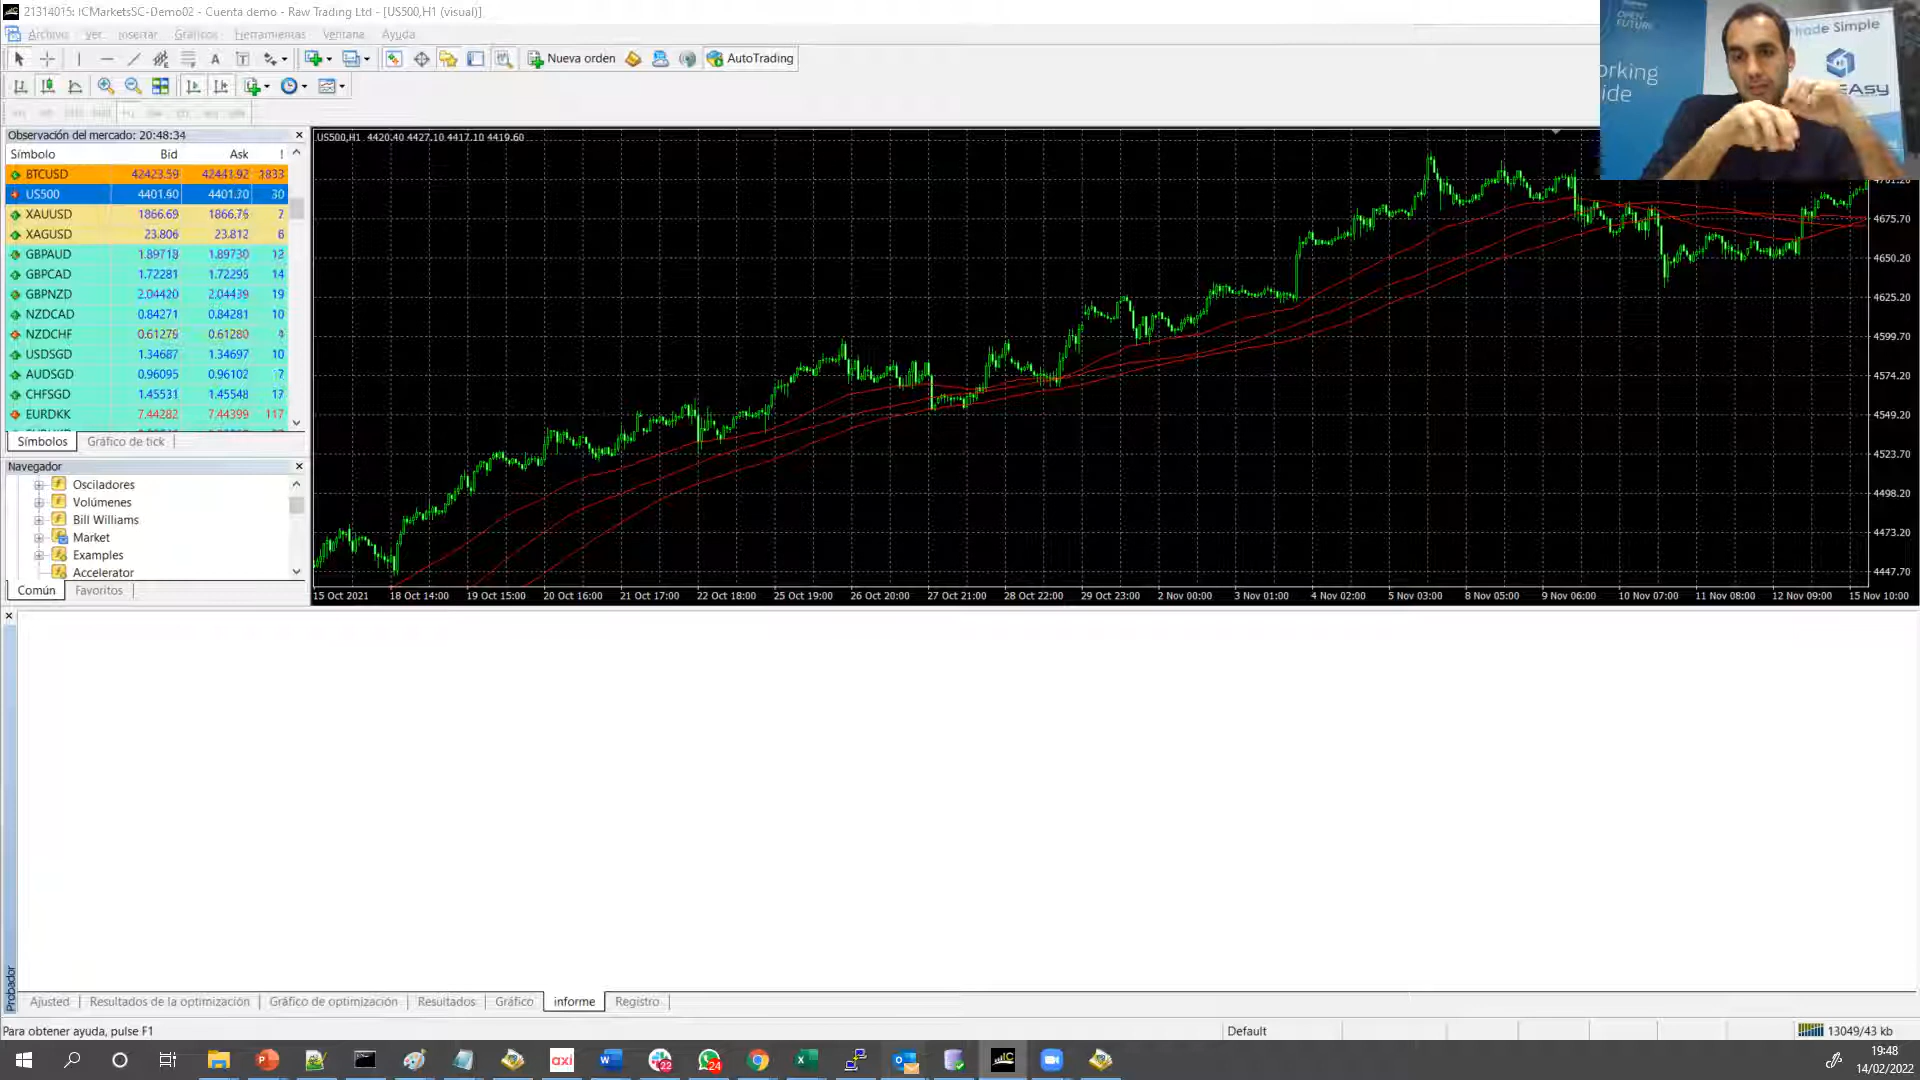 21314015: ICMarketsSC-Demo02 - Cuenta demo - Raw Trading Ltd - [US500,H1 (visual)]
Archivo Ver Insertar Gráficos Herramientas Ventana Ayuda
Nueva orden AutoTrading
OPEN
FUTURE
orking
ide
trade Simple
EASY
Observación del mercado: 20:48:34
Símbolo Bid Ask !
BTCUSD 42423.59 42441.92 1833
US500 4401.60 4401.90 30
XAUUSD 1866.69 1866.76 7
XAGUSD 23.806 23.812 6
GBPAUD 1.89718 1.89730 12
GBPCAD 1.72281 1.72295 14
GBPNZD 2.04420 2.04439 19
NZDCAD 0.84271 0.84281 10
NZDCHF 0.61276 0.61280 4
USDSGD 1.34687 1.34697 10
AUDSGD 0.96095 0.96102 7
CHFSGD 1.45531 1.45548 17
EURDKK 7.44282 7.44399 117
Símbolos Gráfico de tick
Navegador
Osciladores
Volúmenes
Bill Williams
Market
Examples
Accelerator
Común Favoritos
US500,H1 4420.40 4427.10 4417.10 4419.60
4701.20
4675.70
4650.20
4625.20
4599.70
4574.20
4549.20
4523.70
4498.20
4473.20
4447.70
15 Oct 2021 18 Oct 14:00 19 Oct 15:00 20 Oct 16:00 21 Oct 17:00 22 Oct 18:00 25 Oct 19:00 26 Oct 20:00 27 Oct 21:00 28 Oct 22:00 29 Oct 23:00 2 Nov 00:00 3 Nov 01:00 4 Nov 02:00 5 Nov 03:00 8 Nov 05:00 9 Nov 06:00 10 Nov 07:00 11 Nov 08:00 12 Nov 09:00 15 Nov 10:00
Probador
Ajusted Resultados de la optimización Gráfico de optimización Resultados Gráfico informe Registro
Para obtener ayuda, pulse F1 Default 13049/43 kb
axi 22 24 IC
19:48
14/02/2022